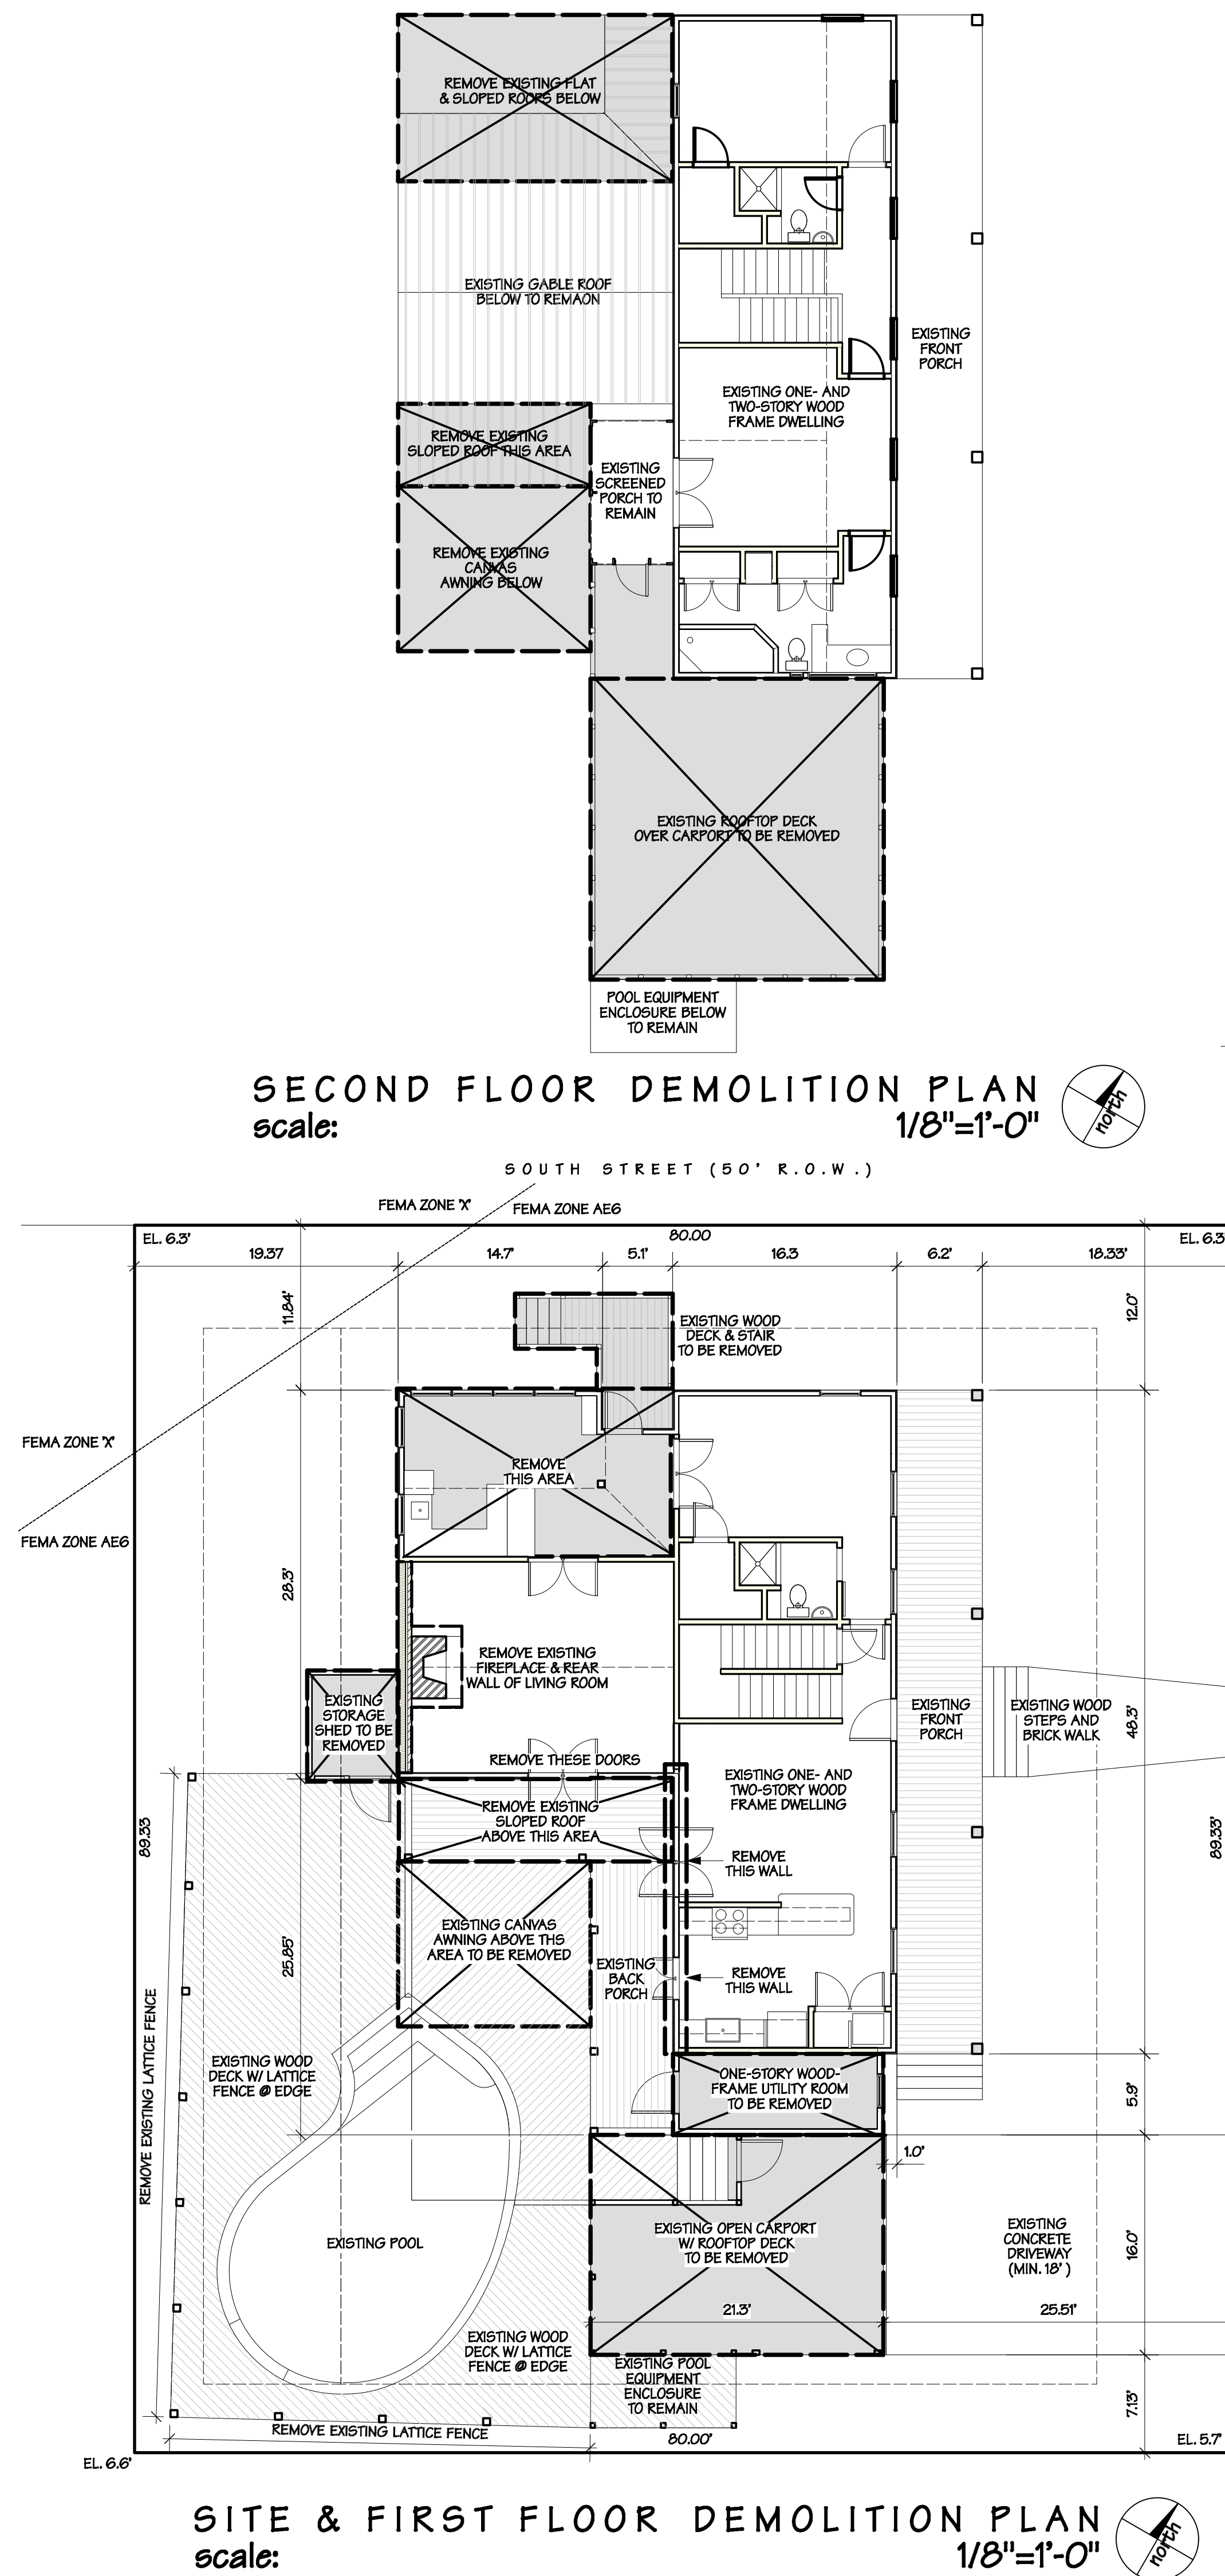 REMOVE EXISTING FLAT
& SLOPED ROOFS BELOW
EXISTING GABLE ROOF
BELOW TO REMAON
EXISTING
FRONT
PORCH
EXISTING ONE- AND
TWO-STORY WOOD
FRAME DWELLING
REMOVE EXISTING
SLOPED ROOF THIS AREA
EXISTING
SCREENED
PORCH TO
REMAIN
REMOVE EXISTING
CANVAS
AWNING BELOW
EXISTING ROOFTOP DECK
OVER CARPORT TO BE REMOVED
POOL EQUIPMENT
ENCLOSURE BELOW
TO REMAIN
SECOND FLOOR DEMOLITION PLAN
scale: 1/8"=1'-0"
north
SOUTH STREET (50' R.O.W.)
FEMA ZONE 'X'
FEMA ZONE AE6
EL. 6.3'
80.00
EL. 6.3
19.37
14.7'
5.1'
16.3
6.2'
18.33'
11.84'
12.0'
EXISTING WOOD
DECK & STAIR
TO BE REMOVED
FEMA ZONE 'X'
REMOVE
THIS AREA
FEMA ZONE AE6
28.3'
REMOVE EXISTING
FIREPLACE & REAR
WALL OF LIVING ROOM
EXISTING
STORAGE
SHED TO BE
REMOVED
EXISTING
FRONT
PORCH
EXISTING WOOD
STEPS AND
BRICK WALK
48.3'
REMOVE THESE DOORS
EXISTING ONE- AND
TWO-STORY WOOD
FRAME DWELLING
REMOVE EXISTING
SLOPED ROOF
ABOVE THIS AREA
89.33
89.33'
REMOVE
THIS WALL
EXISTING CANVAS
AWNING ABOVE THS
AREA TO BE REMOVED
25.85'
EXISTING
BACK
PORCH
REMOVE
THIS WALL
REMOVE EXISTING LATTICE FENCE
EXISTING WOOD
DECK W/ LATTICE
FENCE @ EDGE
ONE-STORY WOOD-
FRAME UTILITY ROOM
TO BE REMOVED
5.9'
1.0'
EXISTING POOL
EXISTING OPEN CARPORT
W/ ROOFTOP DECK
TO BE REMOVED
EXISTING
CONCRETE
DRIVEWAY
(MIN. 18' )
16.0'
21.3'
25.51'
EXISTING WOOD
DECK W/ LATTICE
FENCE @ EDGE
EXISTING POOL
EQUIPMENT
ENCLOSURE
TO REMAIN
7.13'
REMOVE EXISTING LATTICE FENCE
80.00'
EL. 5.7'
EL. 6.6'
SITE & FIRST FLOOR DEMOLITION PLAN
scale: 1/8"=1'-0"
north